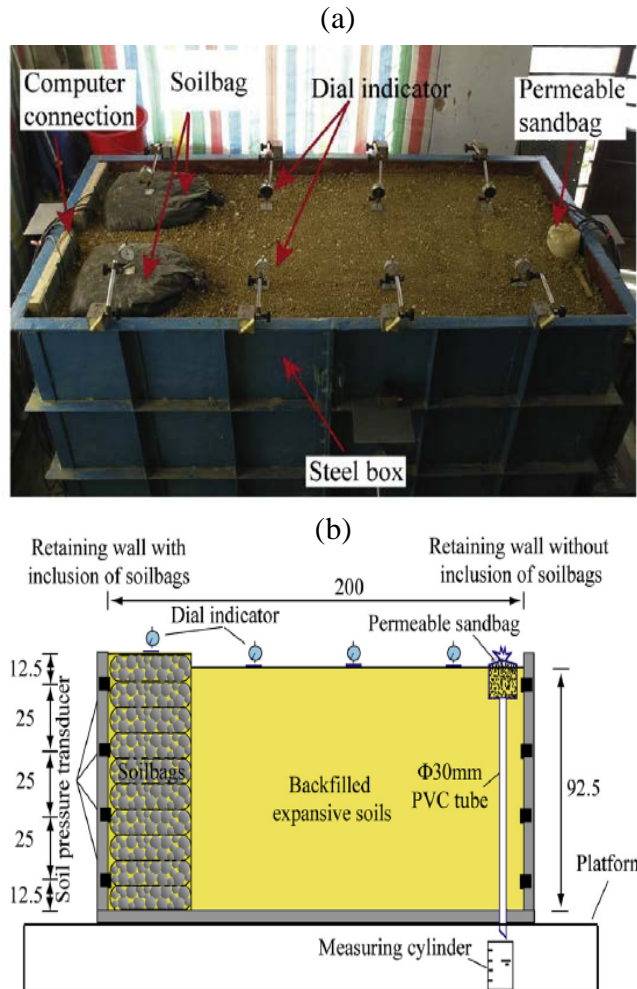 (a)
Computer
connection
Soilbag
Dial indicator
Permeable
sandbag
Steel box
(b)
Retaining wall with
inclusion of soilbags
Retaining wall without
inclusion of soilbags
200
Dial indicator
Permeable sandbag
12.5
25
25
25
12.5
Soil pressure transducer
Soilbags
Backfilled
expansive soils
Φ30mm
PVC tube
92.5
Platform
Measuring cylinder